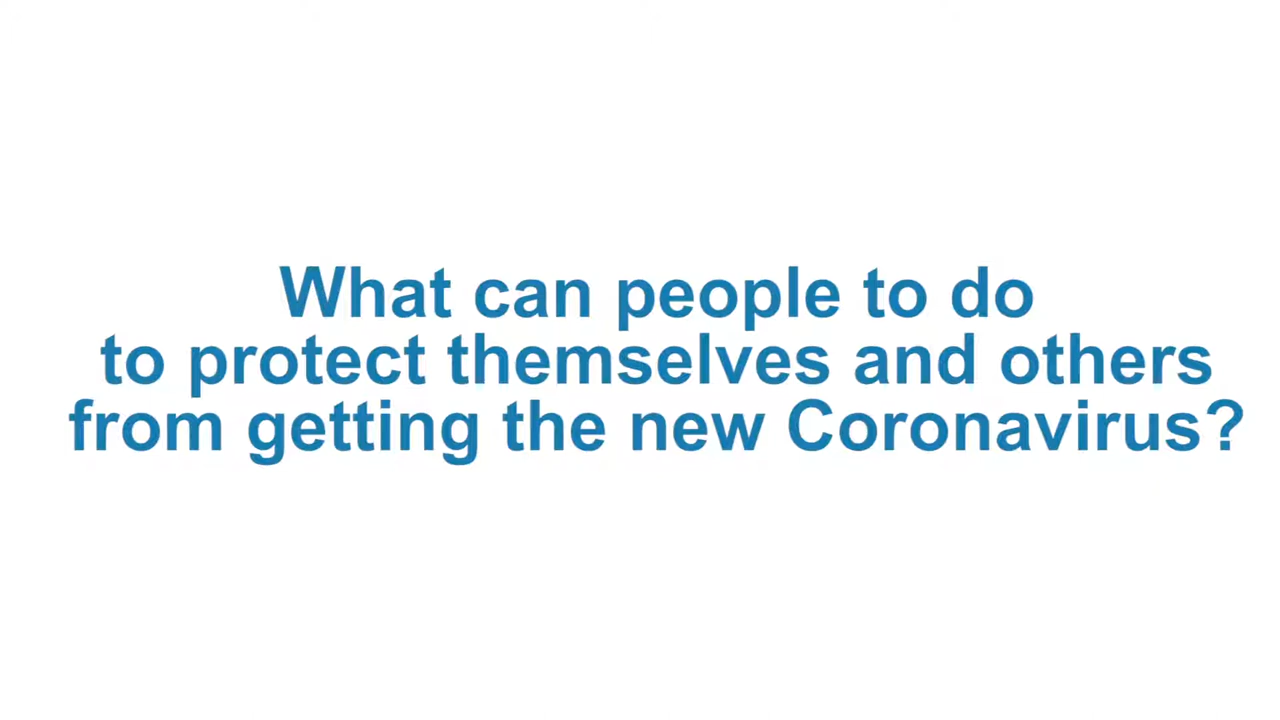 What can people to do
to protect themselves and others
from getting the new Coronavirus?